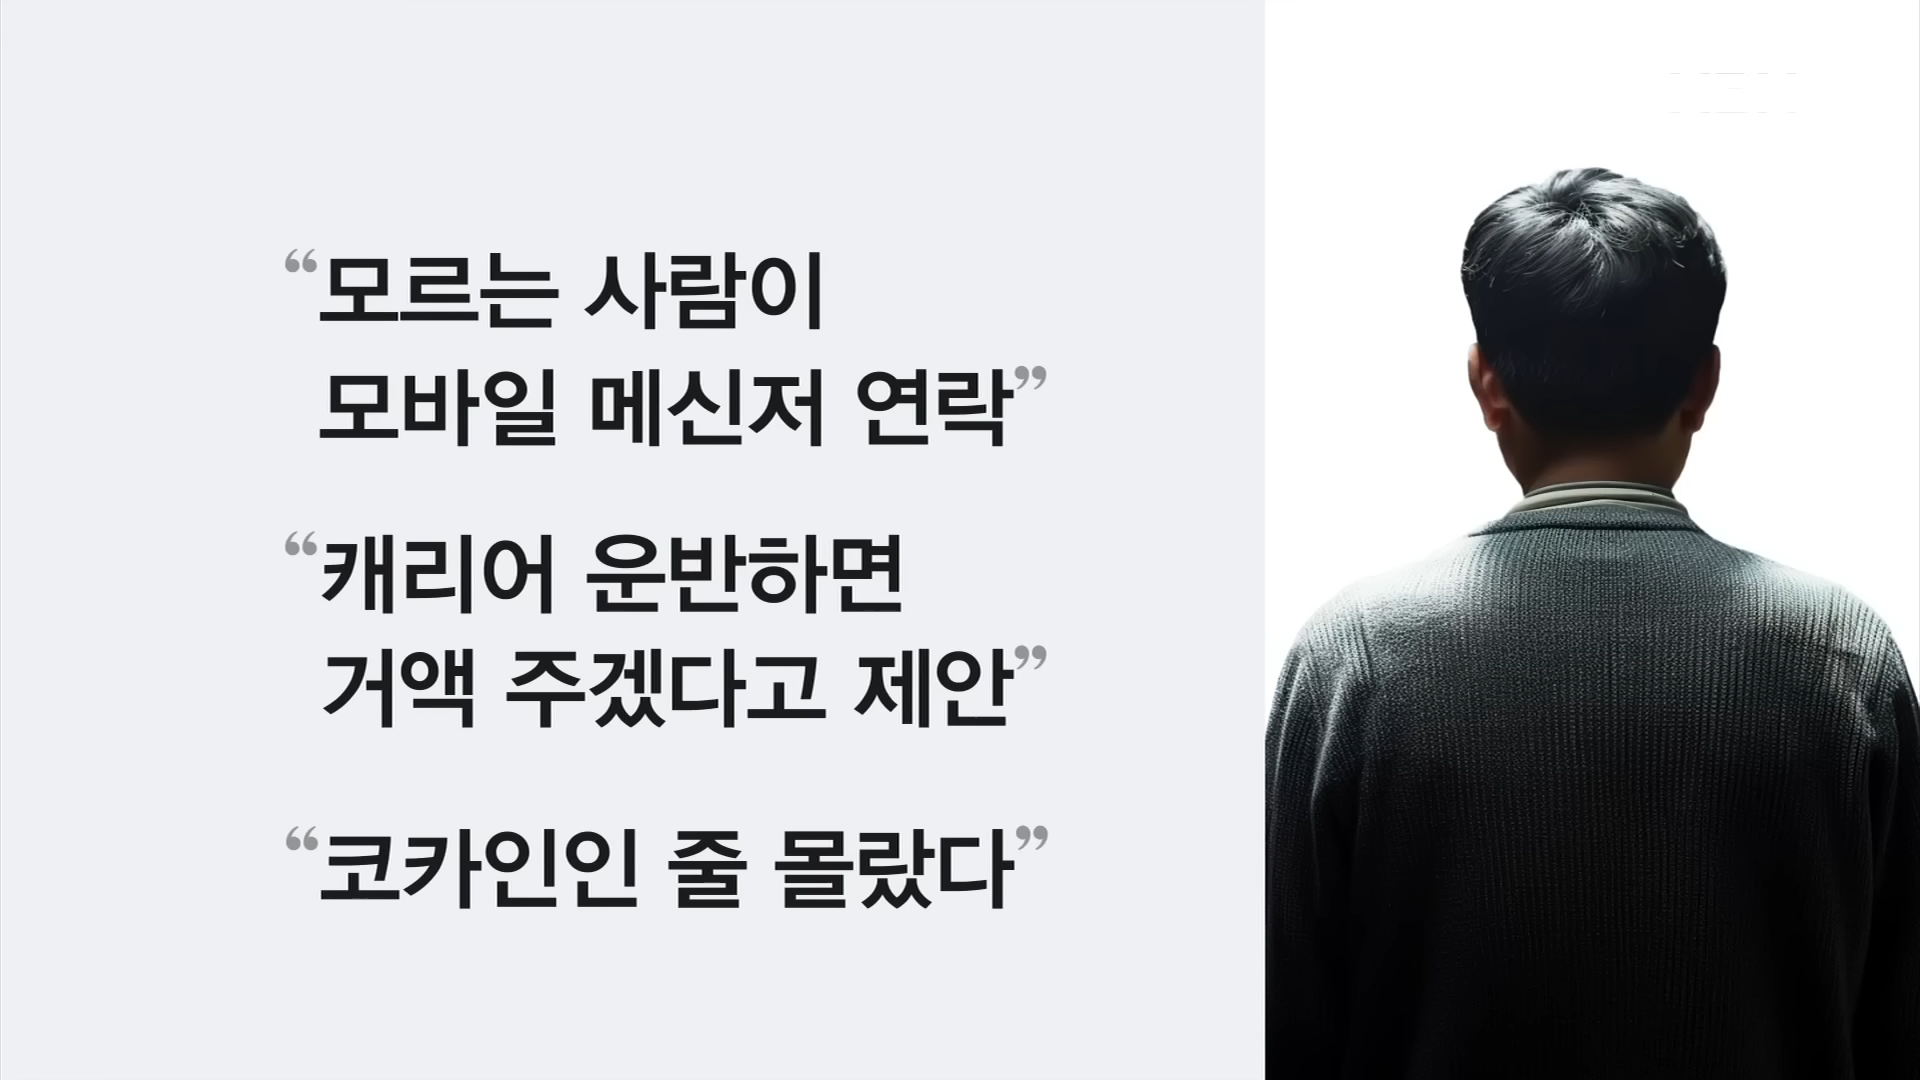 “모르는 사람이
모바일 메신저 연락”
“캐리어 운반하면
거액 주겠다고 제안”
“코카인인 줄 몰랐다”